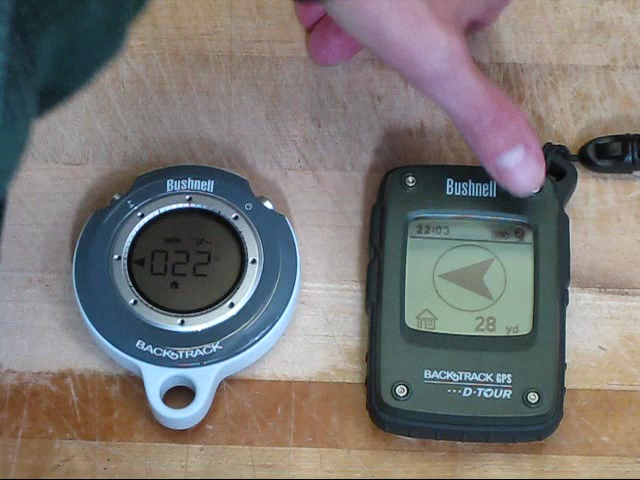 Bushnell
022
BACKTRACK
Bushnell
22:03
28 yd
BACKTRACK GPS
D-TOUR